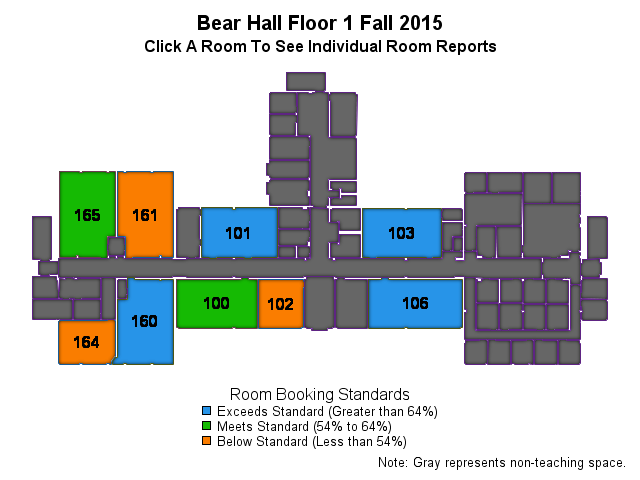 Bear Hall Floor 1 Fall 2015
Click A Room To See Individual Room Reports
165
161
101
103
100
102
106
160
164
Room Booking Standards
Exceeds Standard (Greater than 64%)
Meets Standard (54% to 64%)
Below Standard (Less than 54%)
Note: Gray represents non-teaching space.